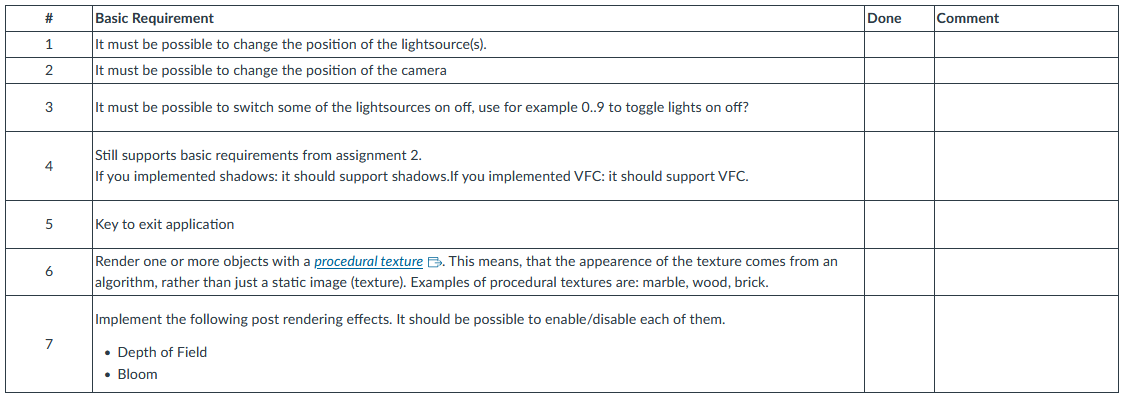 # Basic Requirement Done Comment
1 It must be possible to change the position of the lightsource(s).
2 It must be possible to change the position of the camera
3 It must be possible to switch some of the lightsources on off, use for example 0..9 to toggle lights on off?
4 Still supports basic requirements from assignment 2.
If you implemented shadows: it should support shadows.If you implemented VFC: it should support VFC.
5 Key to exit application
6 Render one or more objects with a procedural texture. This means, that the appearence of the texture comes from an
algorithm, rather than just a static image (texture). Examples of procedural textures are: marble, wood, brick.
7 Implement the following post rendering effects. It should be possible to enable/disable each of them.
• Depth of Field
• Bloom